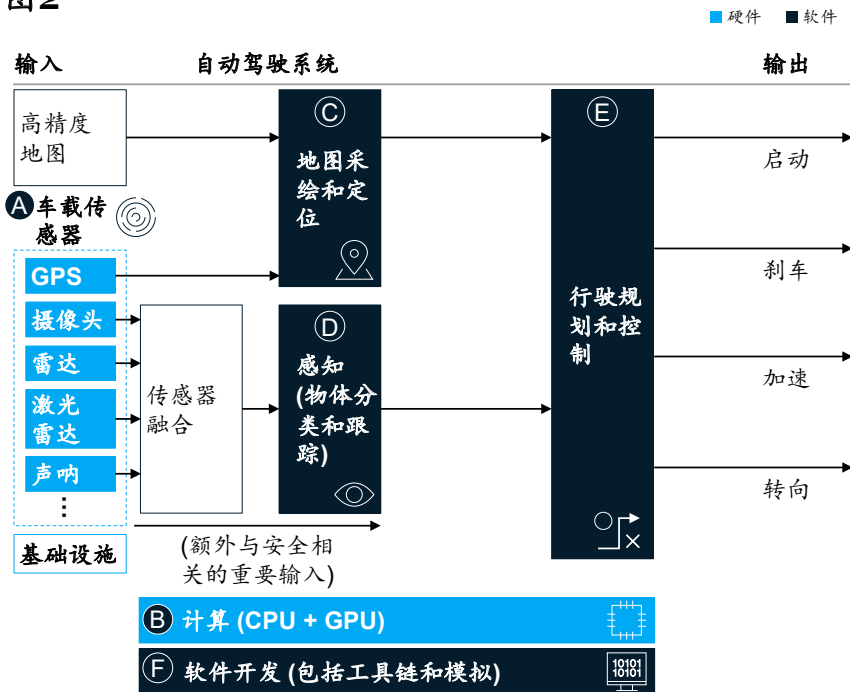 图2
硬件 软件
输入 自动驾驶系统 输出
高精度
地图
A 车载传
感器
GPS
摄像头
雷达
激光
雷达
声呐
⋮
基础设施
传感器
融合
(额外与安全相
关的重要输入)
C
地图采
绘和定
位
D
感知
(物体分
类和跟
踪)
E
行驶规
划和控
制
启动
刹车
加速
转向
B 计算 (CPU + GPU)
F 软件开发 (包括工具链和模拟)
10101
10101